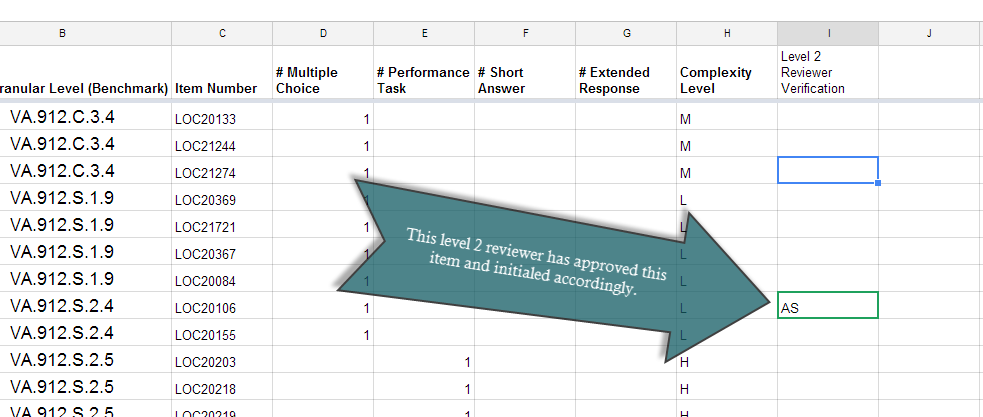 B C D E F G H I J
ranular Level (Benchmark) Item Number # Multiple Choice # Performance Task # Short Answer # Extended Response Complexity Level Level 2 Reviewer Verification
VA.912.C.3.4 LOC20133 1 M
VA.912.C.3.4 LOC21244 1 M
VA.912.C.3.4 LOC21274 1 M
VA.912.S.1.9 LOC20369 1 L
VA.912.S.1.9 LOC21721 1 L
VA.912.S.1.9 LOC20367 1 L
VA.912.S.1.9 LOC20084 1 L
VA.912.S.2.4 LOC20106 1 L AS
VA.912.S.2.4 LOC20155 1 L
VA.912.S.2.5 LOC20203 1 H
VA.912.S.2.5 LOC20218 1 H
VA.912.S.2.5 LOC20219 1 H
This level 2 reviewer has approved this
item and initialed accordingly.